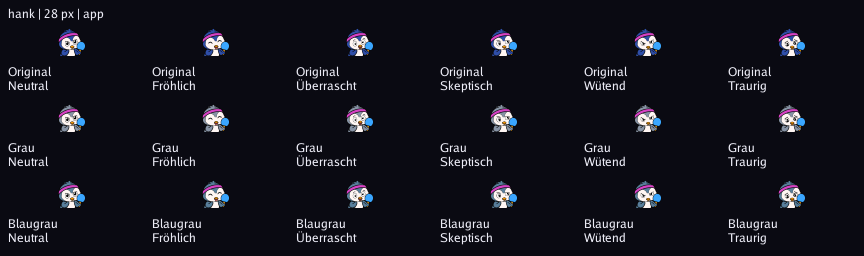 hank | 28 px | app
Original Original Original Original Original Original
Neutral Fröhlich Überrascht Skeptisch Wütend Traurig
Grau Grau Grau Grau Grau Grau
Neutral Fröhlich Überrascht Skeptisch Wütend Traurig
Blaugrau Blaugrau Blaugrau Blaugrau Blaugrau Blaugrau
Neutral Fröhlich Überrascht Skeptisch Wütend Traurig